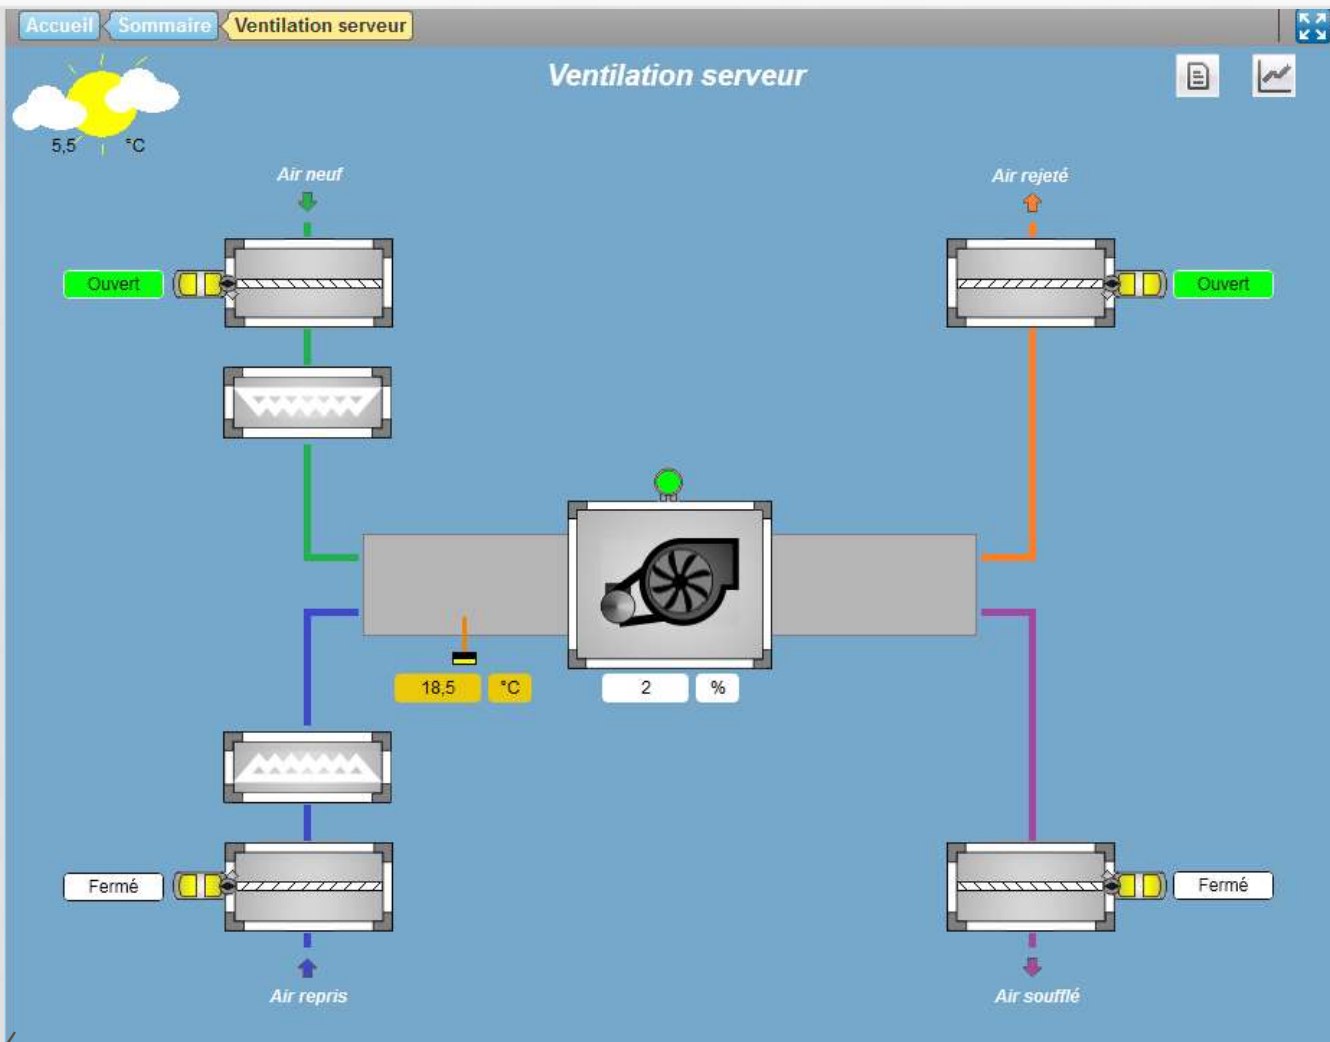 Accueil Sommaire Ventilation serveur
Ventilation serveur
5,5 °C
Air neuf
Air rejeté
Ouvert
Ouvert
18,5 °C
2 %
Fermé
Fermé
Air repris
Air soufflé